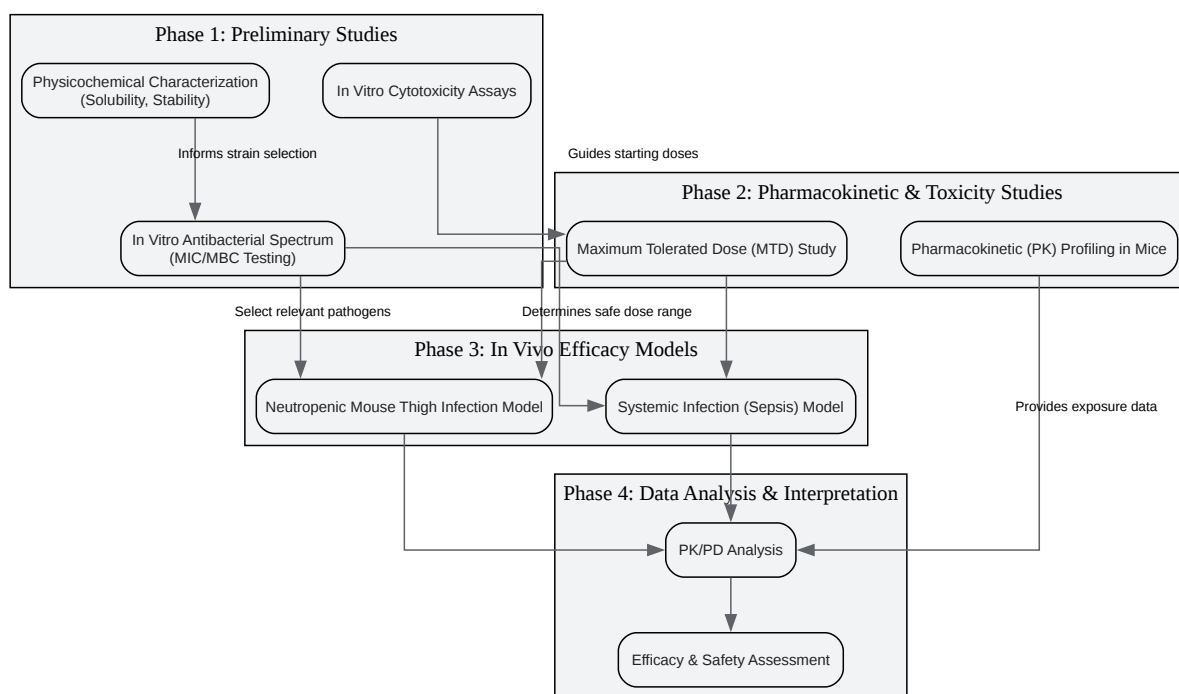 Phase 1: Preliminary Studies
Physicochemical Characterization
(Solubility, Stability)
In Vitro Cytotoxicity Assays
Informs strain selection
Guides starting doses
Phase 2: Pharmacokinetic & Toxicity Studies
In Vitro Antibacterial Spectrum
(MIC/MBC Testing)
Maximum Tolerated Dose (MTD) Study
Pharmacokinetic (PK) Profiling in Mice
Select relevant pathogens
Determines safe dose range
Phase 3: In Vivo Efficacy Models
Neutropenic Mouse Thigh Infection Model
Systemic Infection (Sepsis) Model
Provides exposure data
Phase 4: Data Analysis & Interpretation
PK/PD Analysis
Efficacy & Safety Assessment